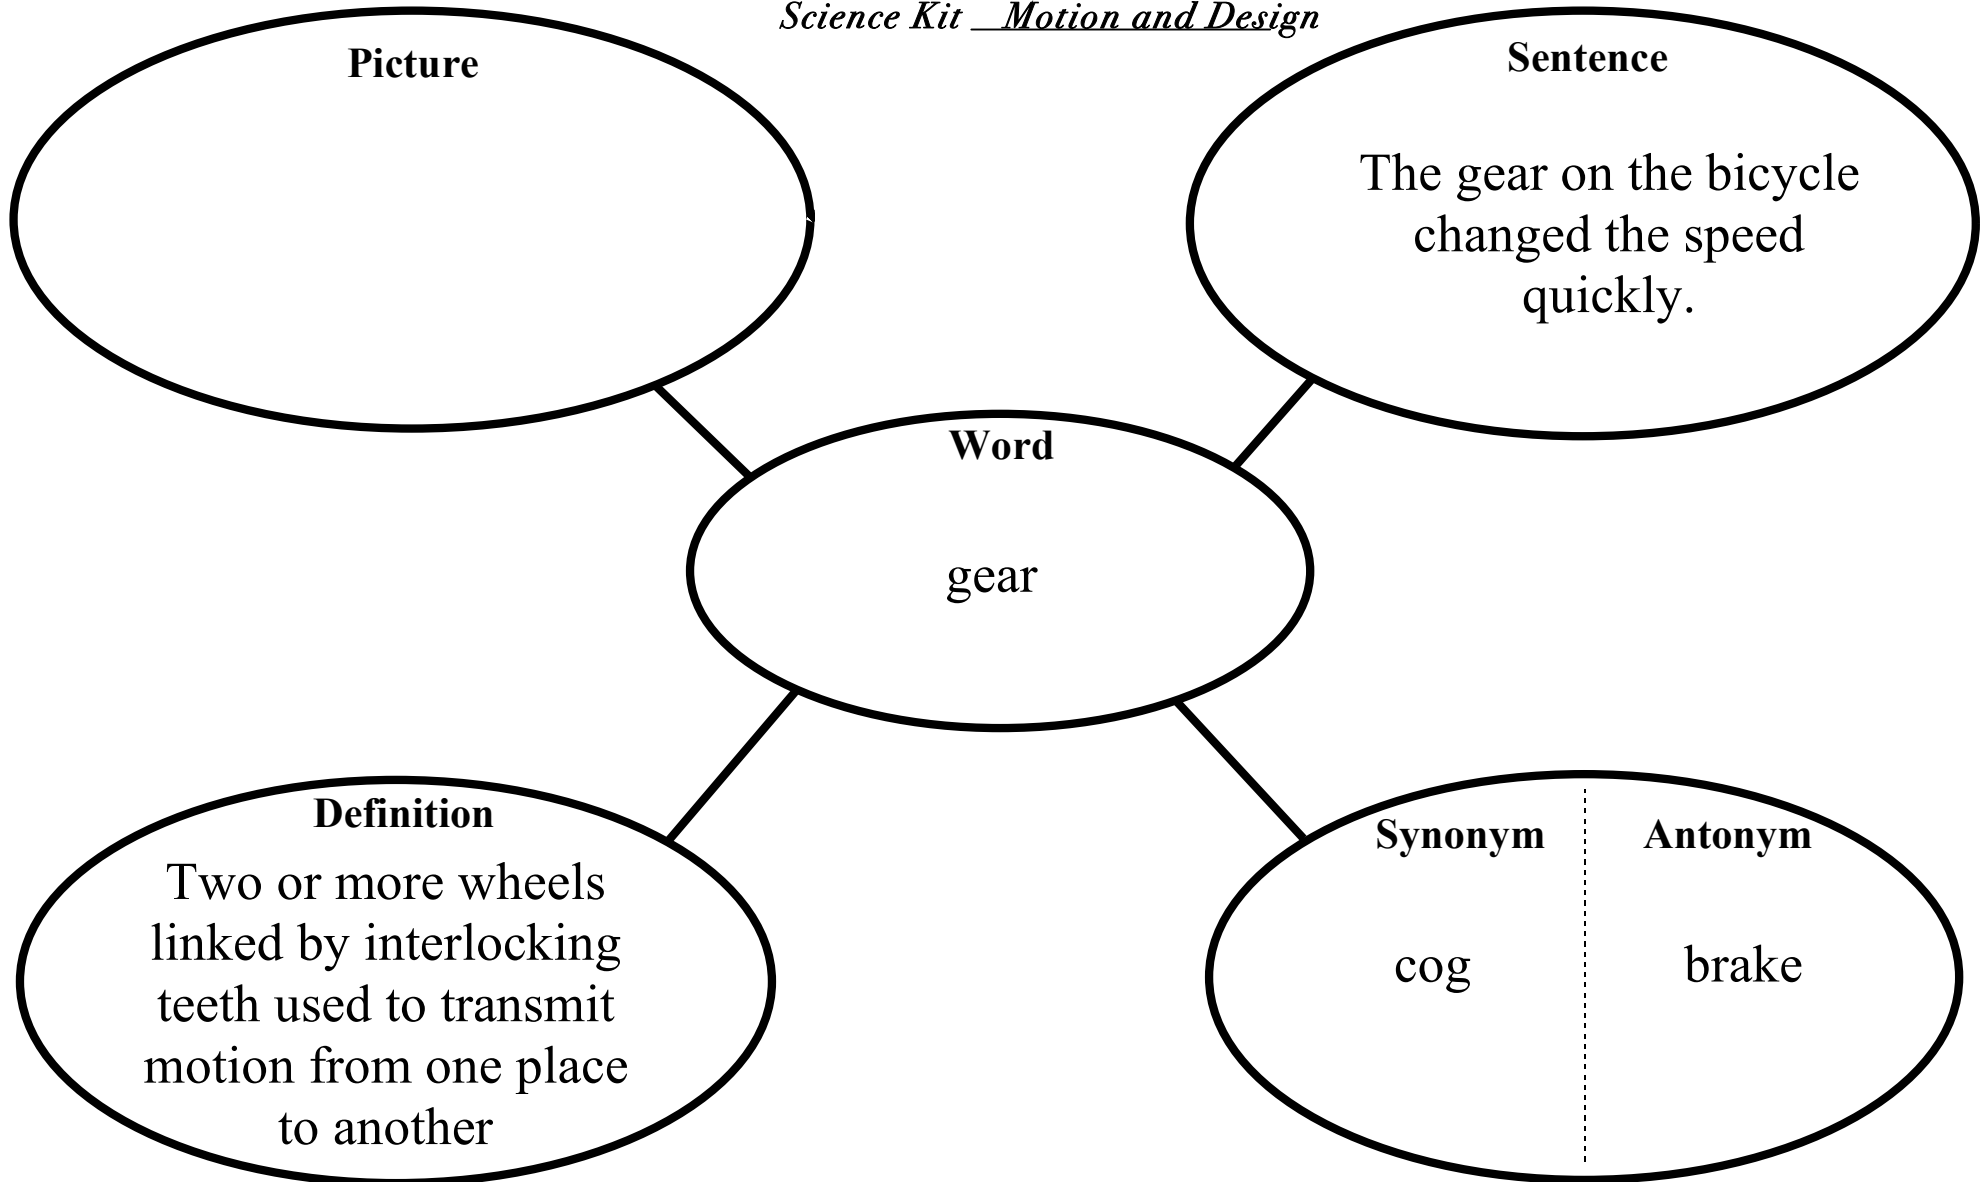 Science Kit __Motion and Design
Picture
Sentence
The gear on the bicycle
changed the speed
quickly.
Word
gear
Definition
Two or more wheels
linked by interlocking
teeth used to transmit
motion from one place
to another
Synonym
Antonym
cog
brake